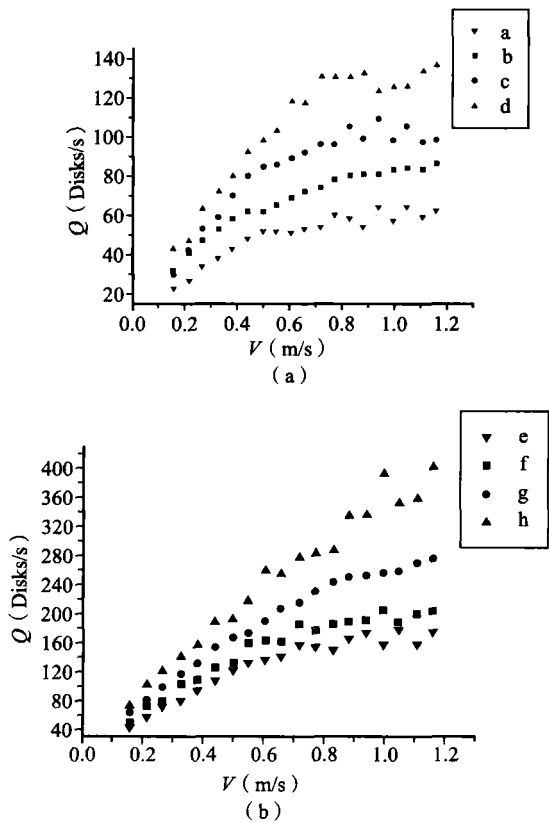 a
b
c
d
140
120
100
80
60
40
20
Q ( Disks/s )
0.0 0.2 0.4 0.6 0.8 1.0 1.2
V ( m/s )
( a )
e
f
g
h
400
360
320
280
240
200
160
120
80
40
Q ( Disks/s )
0.0 0.2 0.4 0.6 0.8 1.0 1.2
V ( m/s )
( b )